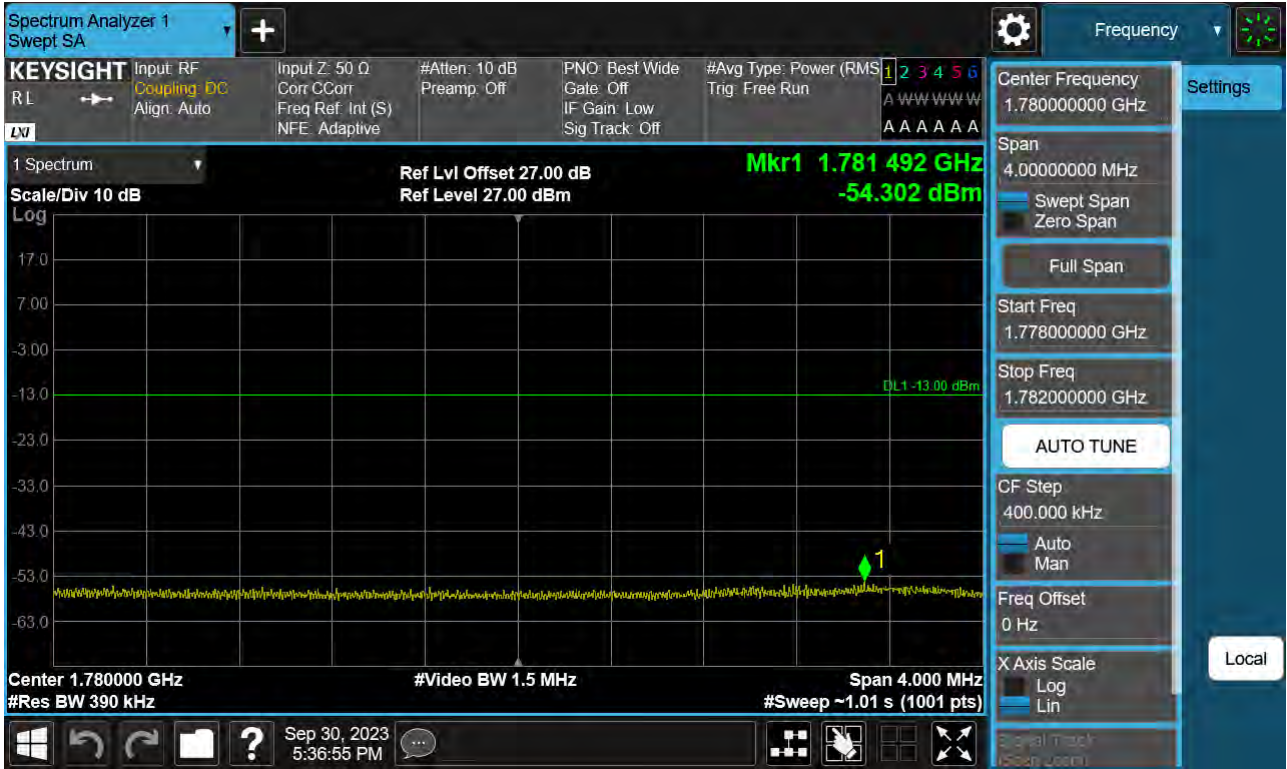 Spectrum Analyzer 1
Swept SA
Frequency
KEYSIGHT
RL
LXI
Input: RF
Coupling: DC
Align: Auto
Input Z: 50 Ω
Corr CCorr
Freq Ref: Int (S)
NFE: Adaptive
#Atten: 10 dB
Preamp: Off
PNO: Best Wide
Gate: Off
IF Gain: Low
Sig Track: Off
#Avg Type: Power (RMS
Trig: Free Run
1 2 3 4 5 6
A W W W W W
A A A A A A
Center Frequency
1.780000000 GHz
Settings
Span
4.00000000 MHz
Swept Span
Zero Span
Full Span
Start Freq
1.778000000 GHz
Stop Freq
1.782000000 GHz
AUTO TUNE
CF Step
400.000 kHz
Auto
Man
Freq Offset
0 Hz
X Axis Scale
Log
Lin
Local
1 Spectrum
Scale/Div 10 dB
Log
Ref Lvl Offset 27.00 dB
Ref Level 27.00 dBm
Mkr1 1.781 492 GHz
-54.302 dBm
17.0
7.00
-3.00
-13.0
DL1 -13.00 dBm
-23.0
-33.0
-43.0
1
-53.0
-63.0
Center 1.780000 GHz
#Video BW 1.5 MHz
Span 4.000 MHz
#Res BW 390 kHz
#Sweep ~1.01 s (1001 pts)
Sep 30, 2023
5:36:55 PM